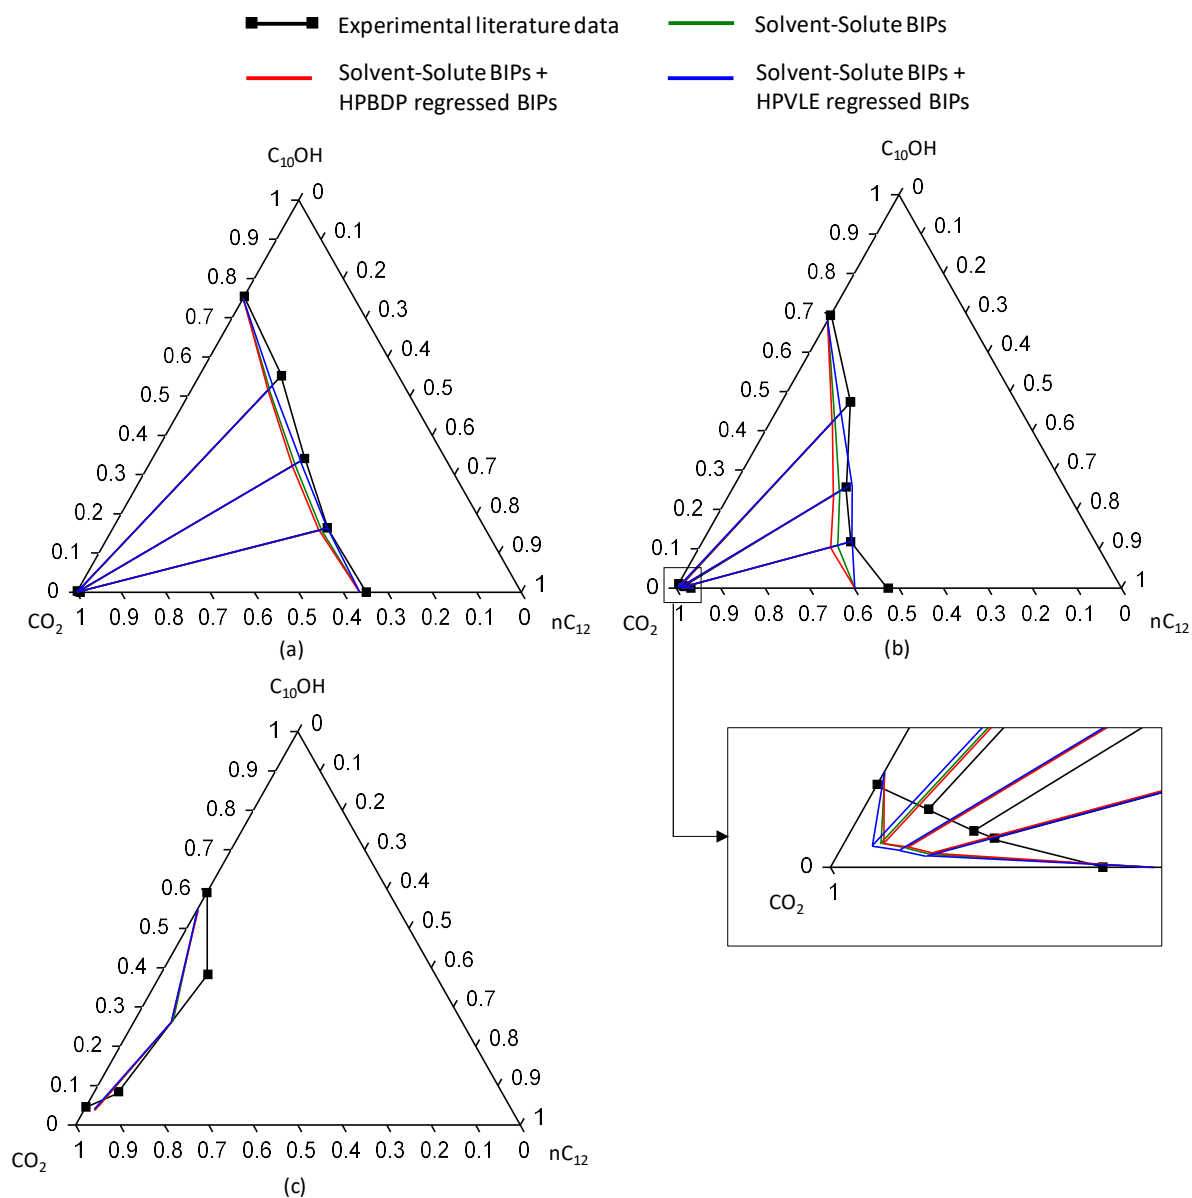 Experimental literature data
Solvent-Solute BIPs
Solvent-Solute BIPs +
HPBDP regressed BIPs
Solvent-Solute BIPs +
HPVLE regressed BIPs
C₁₀OH
1 0
0.9 0.1
0.8 0.2
0.7 0.3
0.6 0.4
0.5 0.5
0.4 0.6
0.3 0.7
0.2 0.8
0.1 0.9
0 1
CO₂ 1 0.9 0.8 0.7 0.6 0.5 0.4 0.3 0.2 0.1 0 nC₁₂
(a)
C₁₀OH
1 0
0.9 0.1
0.8 0.2
0.7 0.3
0.6 0.4
0.5 0.5
0.4 0.6
0.3 0.7
0.2 0.8
0.1 0.9
0 1
CO₂ 1 0.9 0.8 0.7 0.6 0.5 0.4 0.3 0.2 0.1 0 nC₁₂
(b)
0
1
CO₂
C₁₀OH
1 0
0.9 0.1
0.8 0.2
0.7 0.3
0.6 0.4
0.5 0.5
0.4 0.6
0.3 0.7
0.2 0.8
0.1 0.9
0 1
CO₂ 1 0.9 0.8 0.7 0.6 0.5 0.4 0.3 0.2 0.1 0 nC₁₂
(c)